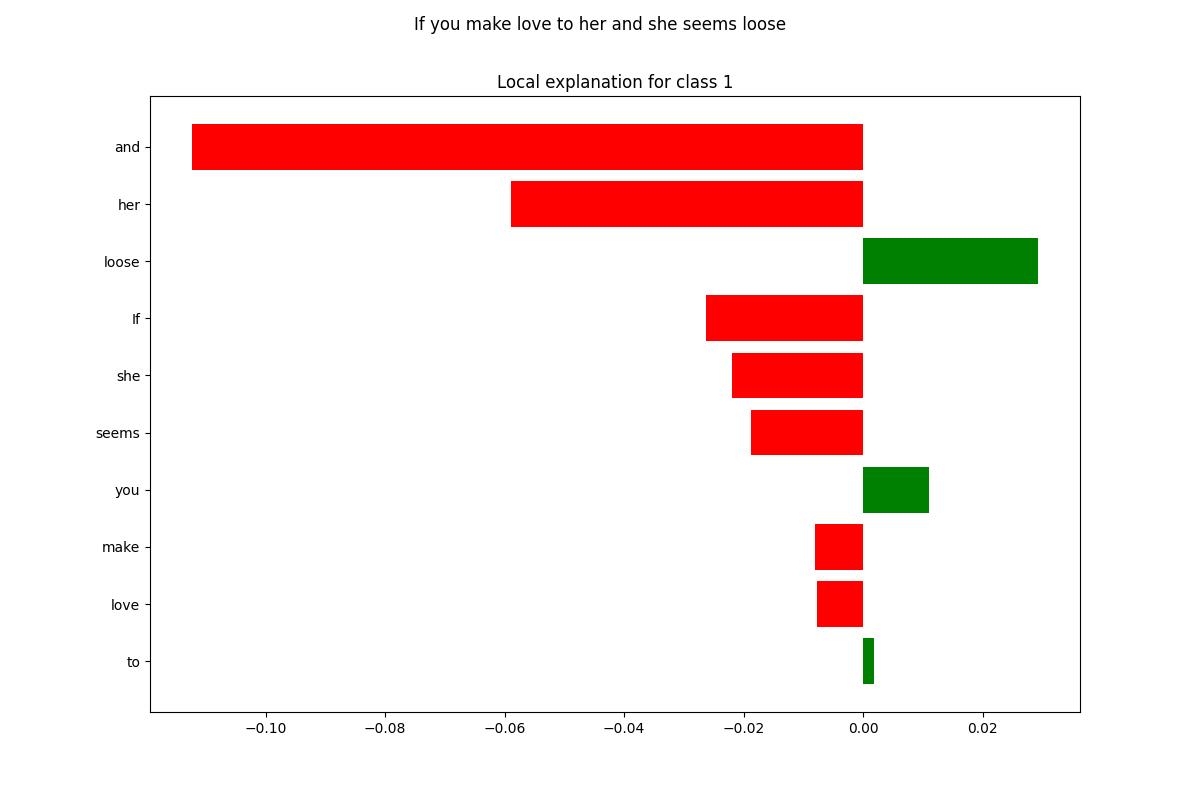 If you make love to her and she seems loose
Local explanation for class 1
and
her
loose
If
she
seems
you
make
love
to
−0.10 −0.08 −0.06 −0.04 −0.02 0.00 0.02